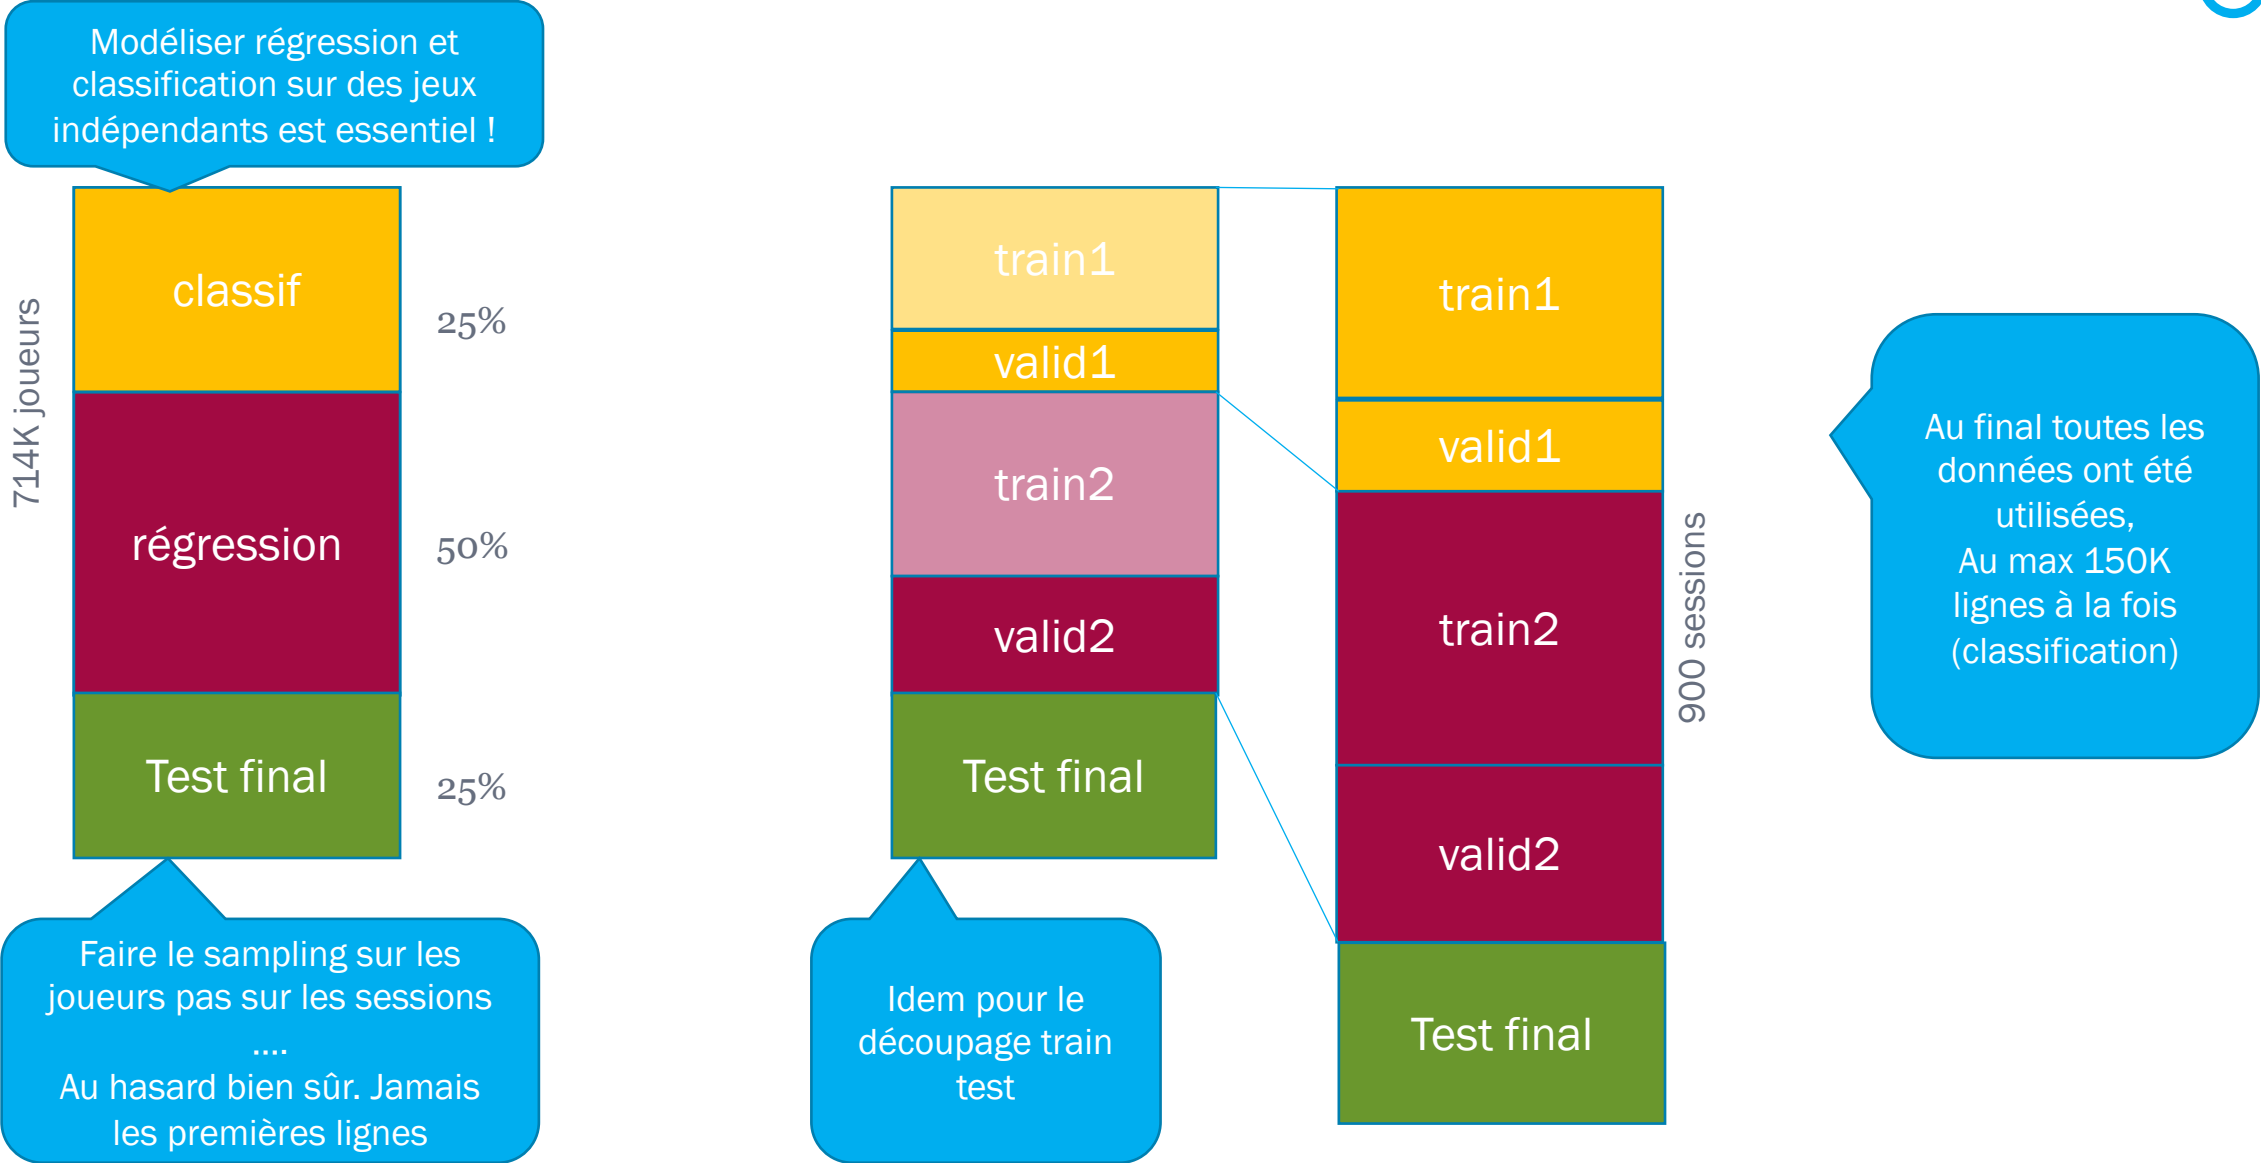 Modéliser régression et
classification sur des jeux
indépendants est essentiel !
714K joueurs
classif
25%
régression
50%
Test final
25%
Faire le sampling sur les
joueurs pas sur les sessions
....
Au hasard bien sûr. Jamais
les premières lignes
train1
valid1
train2
valid2
Test final
Idem pour le
découpage train
test
train1
valid1
train2
valid2
Test final
900 sessions
Au final toutes les
données ont été
utilisées,
Au max 150K
lignes à la fois
(classification)